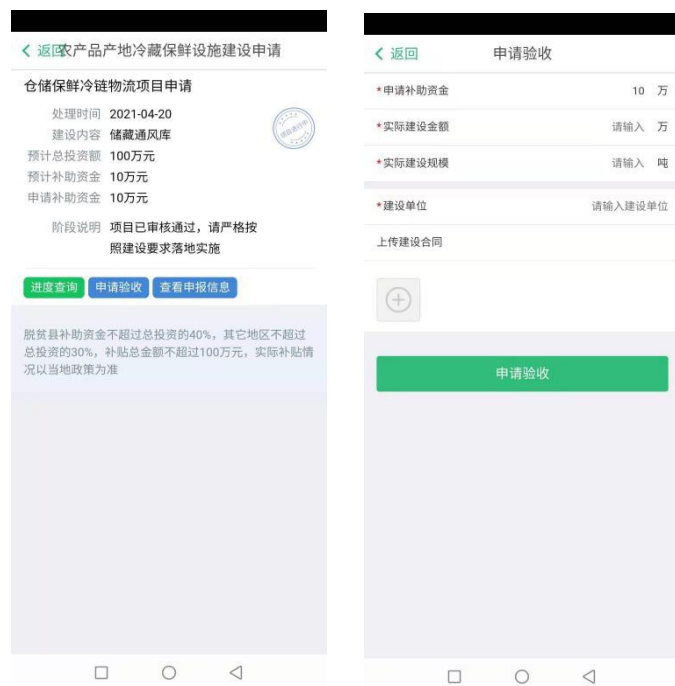 返回农产品产地冷藏保鲜设施建设申请
仓储保鲜冷链物流项目申请
处理时间 2021-04-20
建设内容 储藏通风库
预计总投资额 100万元
预计补助资金 10万元
申请补助资金 10万元
阶段说明 项目已审核通过，请严格按
照建设要求落地实施
进度查询 申请验收 查看申报信息
脱贫县补助资金不超过总投资的40%，其它地区不超过
总投资的30%，补贴总金额不超过100万元，实际补贴情
况以当地政策为准
返回 申请验收
*申请补助资金 10 万
*实际建设金额 请输入 万
*实际建设规模 请输入 吨
*建设单位 请输入建设单位
上传建设合同
申请验收